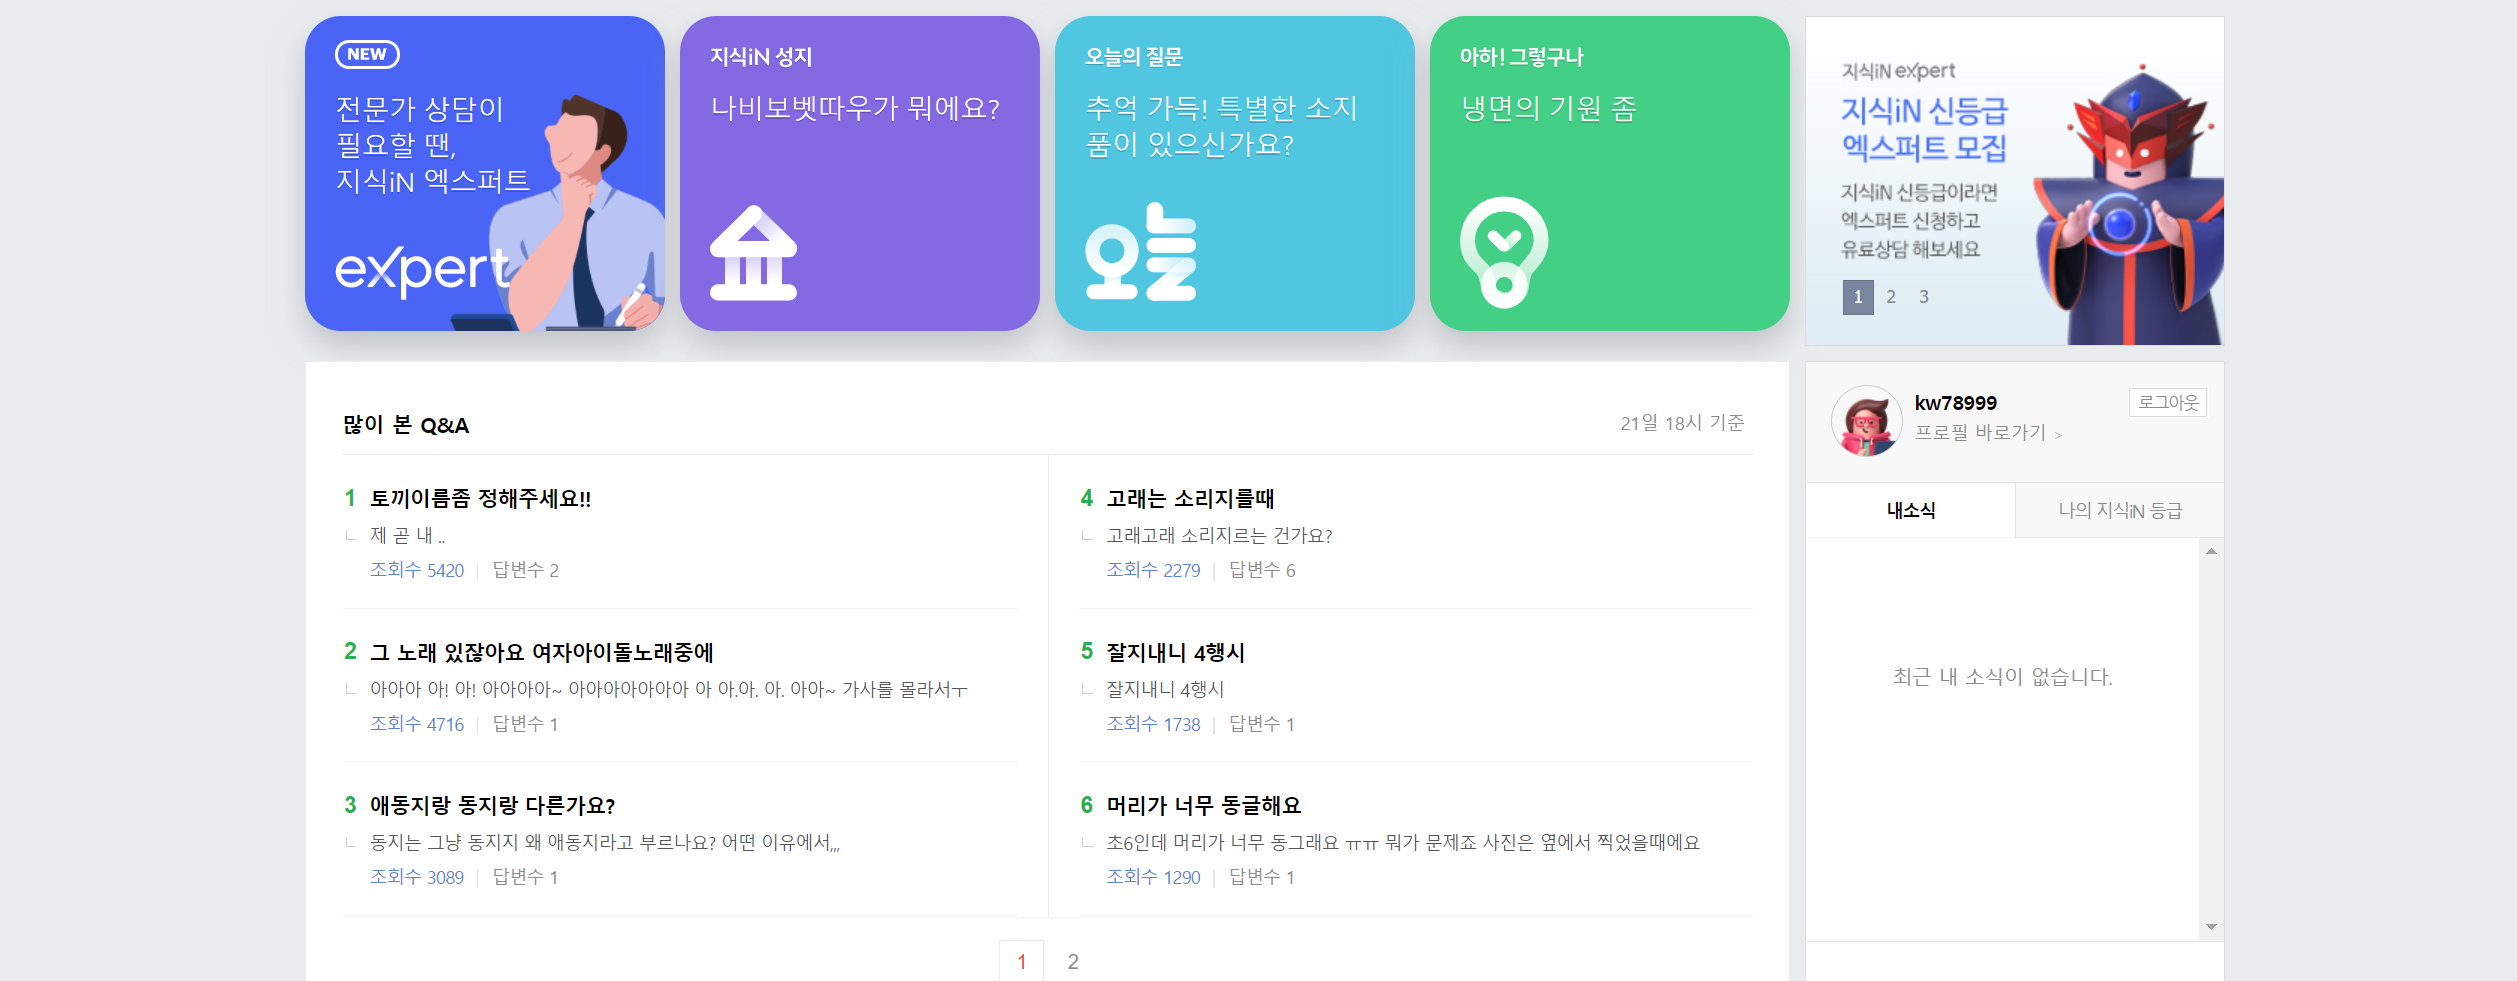 NEW
전문가 상담이
필요할 땐,
지식iN 엑스퍼트
expert
지식iN 성지
나비보벳따우가 뭐에요?
오늘의 질문
추억 가득! 특별한 소지
품이 있으신가요?
오늘
아하! 그렇구나
냉면의 기원 좀
지식iN expert
지식iN 신등급
엑스퍼트 모집
지식iN 신등급이라면
엑스퍼트 신청하고
유료상담 해보세요
1 2 3
많이 본 Q&A
21일 18시 기준
1 토끼이름좀 정해주세요!!
제 곧 내 ..
조회수 5420 | 답변수 2
2 그 노래 있잖아요 여자아이돌노래중에
아아아 아! 아! 아아아아~ 아아아아아아아 아 아.아. 아. 아아~ 가사를 몰라서ㅜ
조회수 4716 | 답변수 1
3 애동지랑 동지랑 다른가요?
동지는 그냥 동지지 왜 애동지라고 부르나요? 어떤 이유에서,,,
조회수 3089 | 답변수 1
4 고래는 소리지를때
고래고래 소리지르는 건가요?
조회수 2279 | 답변수 6
5 잘지내니 4행시
잘지내니 4행시
조회수 1738 | 답변수 1
6 머리가 너무 동글해요
초6인데 머리가 너무 동그래요 ㅠㅠ 뭐가 문제죠 사진은 옆에서 찍었을때에요
조회수 1290 | 답변수 1
1 2
kw78999
로그아웃
프로필 바로가기 >
내소식
나의 지식iN 등급
최근 내 소식이 없습니다.